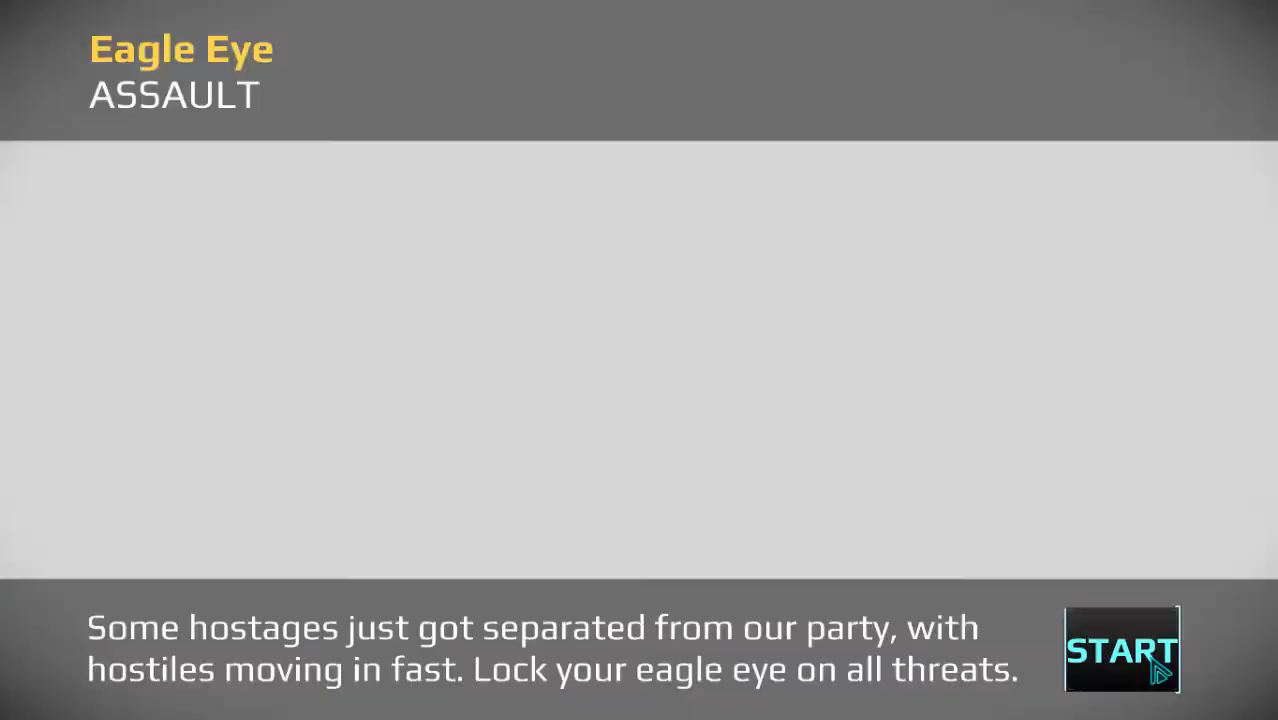 Eagle Eye
ASSAULT
Some hostages just got separated from our party, with
hostiles moving in fast. Lock your eagle eye on all threats.
START